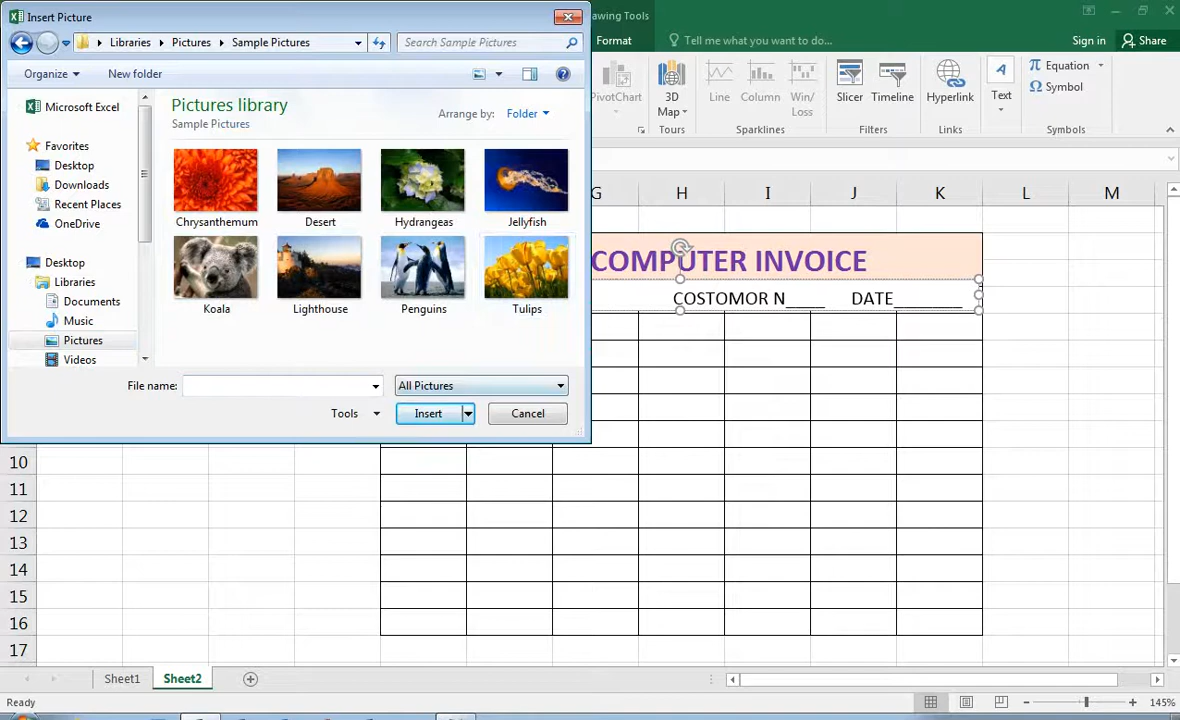 Insert Picture
awing Tools
Libraries Pictures Sample Pictures
Search Sample Pictures
Format
Tell me what you want to do...
Sign in
Share
Organize
New folder
Microsoft Excel
Favorites
Desktop
Downloads
Recent Places
OneDrive
Desktop
Libraries
Documents
Music
Pictures
Videos
Pictures library
Sample Pictures
Arrange by: Folder
Chrysanthemum
Desert
Hydrangeas
Jellyfish
Koala
Lighthouse
Penguins
Tulips
File name:
All Pictures
Tools
Insert
Cancel
PivotChart
3D
Map
Tours
Line
Column
Win/
Loss
Sparklines
Slicer
Timeline
Filters
Hyperlink
Links
Text
Equation
Symbol
Symbols
G H I J K L M
COMPUTER INVOICE
COSTOMOR N____ DATE_______
10
11
12
13
14
15
16
17
Sheet1
Sheet2
Ready
145%